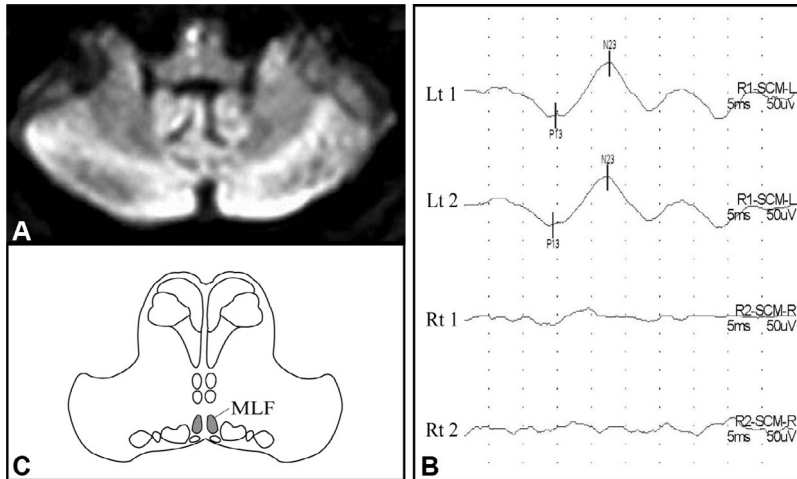 A
MLF
C
N23
Lt 1
R1-SCM-L
5ms 50uV
P13
N23
Lt 2
R1-SCM-L
5ms 50uV
P13
Rt 1
R2-SCM-R
5ms 50uV
Rt 2
R2-SCM-R
5ms 50uV
B